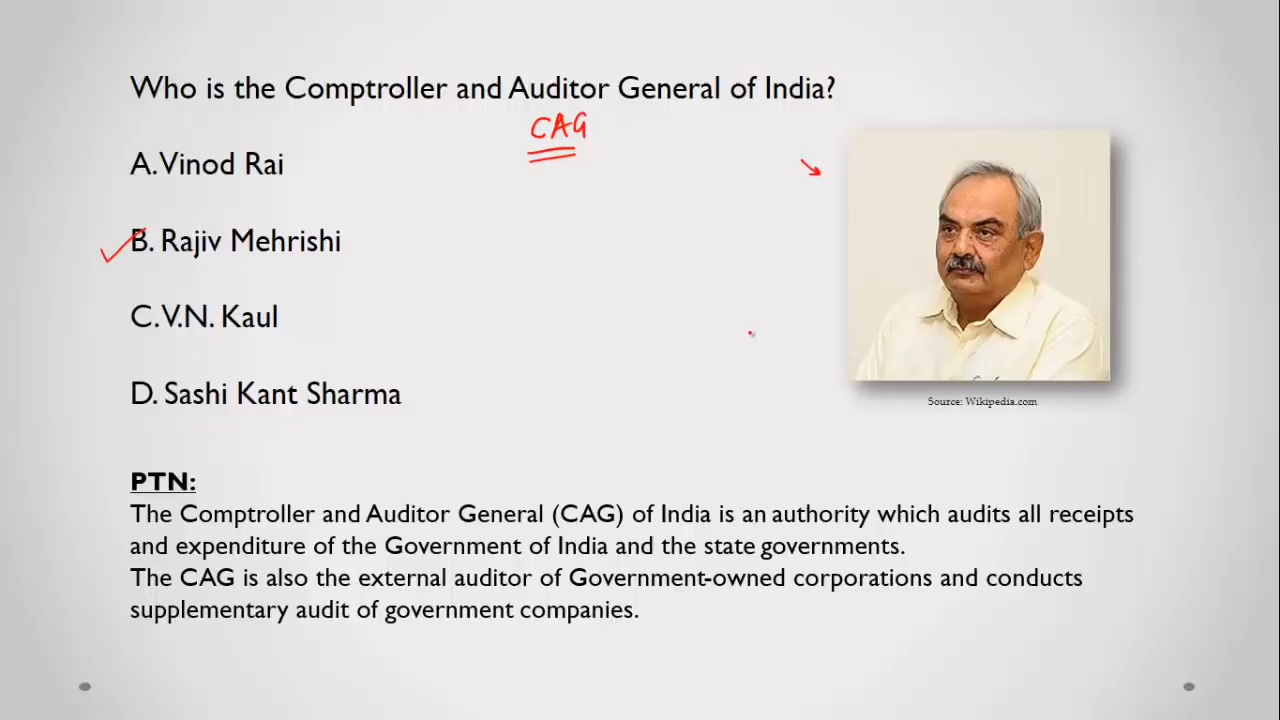 Who is the Comptroller and Auditor General of India?
CAG
A. Vinod Rai
B. Rajiv Mehrishi
C. V.N. Kaul
D. Sashi Kant Sharma
Source: Wikipedia.com
PTN:
The Comptroller and Auditor General (CAG) of India is an authority which audits all receipts
and expenditure of the Government of India and the state governments.
The CAG is also the external auditor of Government-owned corporations and conducts
supplementary audit of government companies.